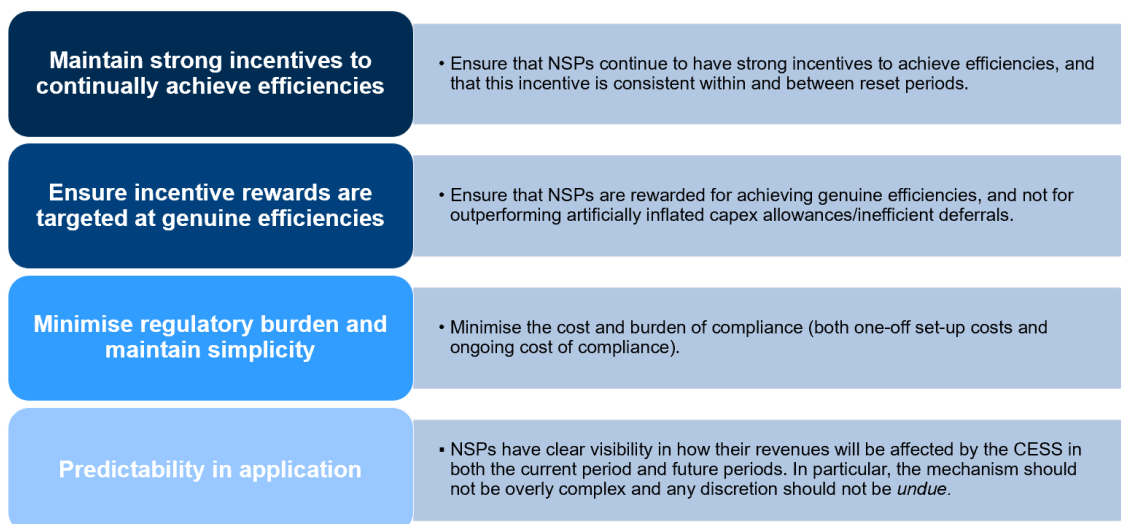 Maintain strong incentives to
continually achieve efficiencies
• Ensure that NSPs continue to have strong incentives to achieve efficiencies, and
that this incentive is consistent within and between reset periods.
Ensure incentive rewards are
targeted at genuine efficiencies
• Ensure that NSPs are rewarded for achieving genuine efficiencies, and not for
outperforming artificially inflated capex allowances/inefficient deferrals.
Minimise regulatory burden and
maintain simplicity
• Minimise the cost and burden of compliance (both one-off set-up costs and
ongoing cost of compliance).
Predictability in application
▪ NSPs have clear visibility in how their revenues will be affected by the CESS in
both the current period and future periods. In particular, the mechanism should
not be overly complex and any discretion should not be undue.